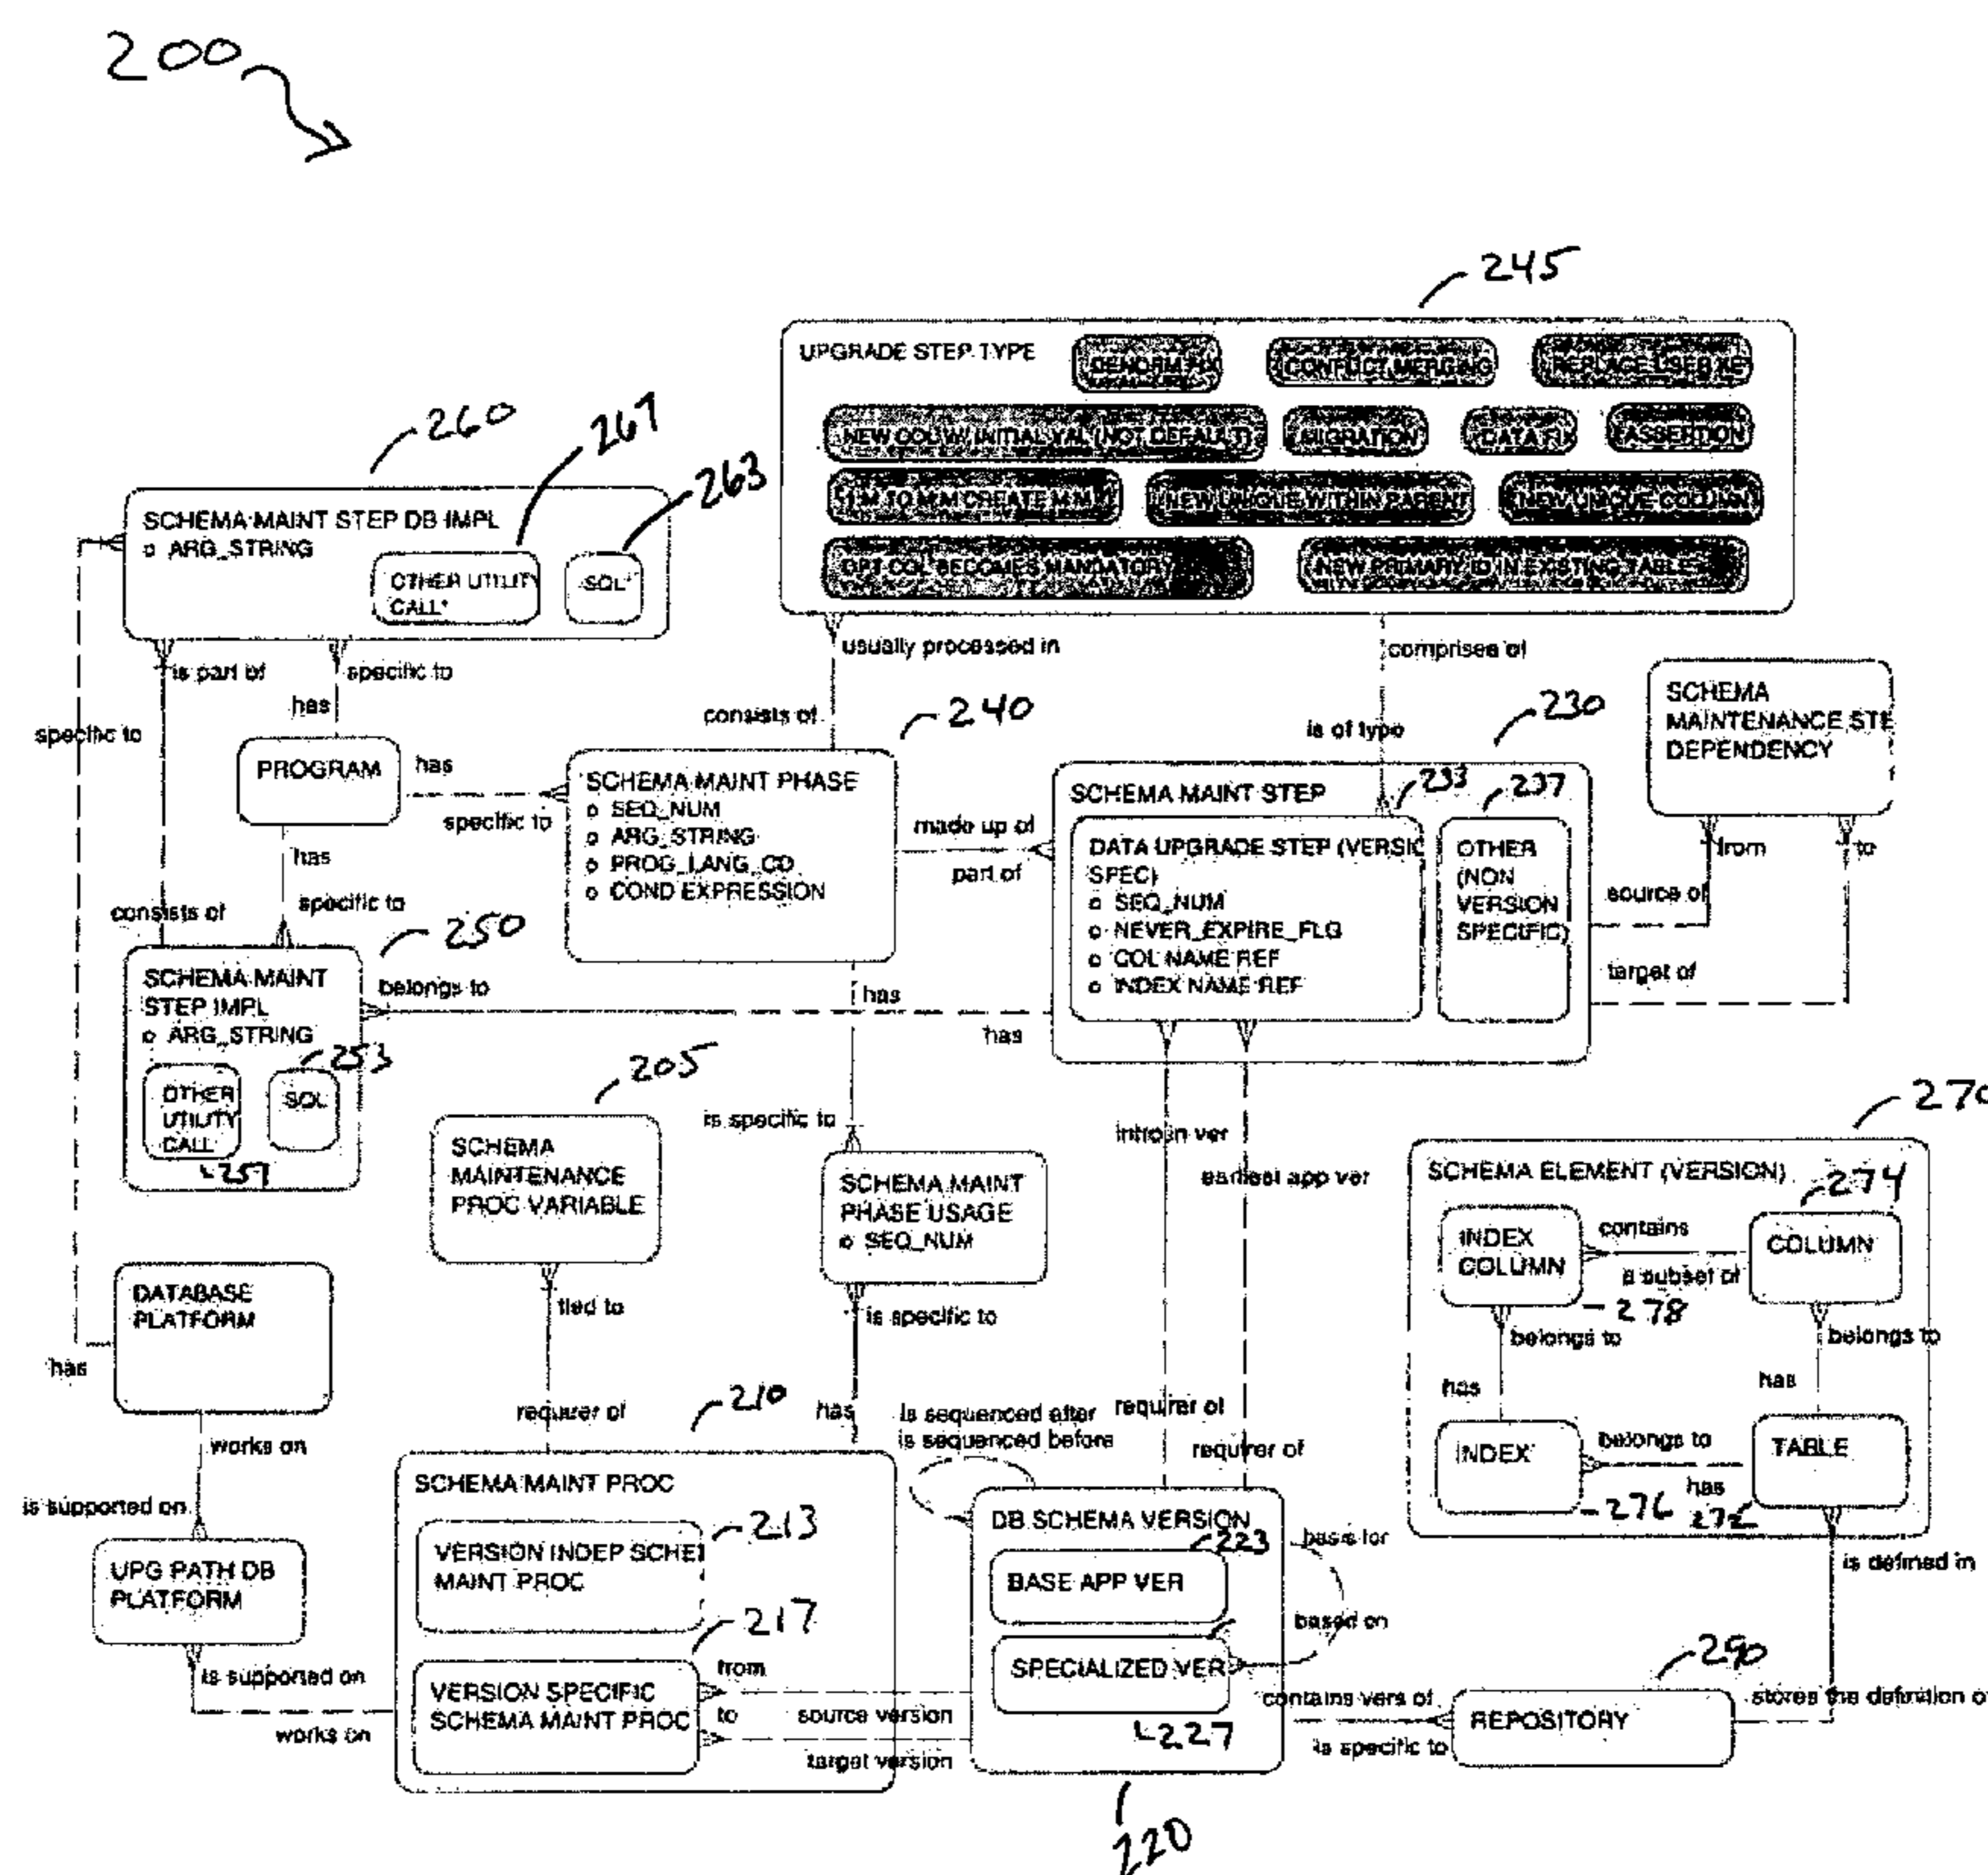 200
245
UPGRADE STEP TYPE
DENORM FIX
CONFLICT MERGING
REPLACE USER KEY
NEW COL W/ INITIAL VAL (NOT DEFAULT)
MIGRATION
DATA FIX
ASSERTION
1:M TO M:M CREATE M:M
NEW UNIQUE WITHIN PARENT
NEW UNIQUE COLUMN
OPT COL BECOMES MANDATORY
NEW PRIMARY ID IN EXISTING TABLE
260
267
263
SCHEMA MAINT STEP DB IMPL
o ARG_STRING
OTHER UTILITY
CALL*
SQL*
is part of
specific to
has
specific to
usually processed in
consists of
comprises of
is of type
PROGRAM
has
specific to
has
specific to
consists of
240
SCHEMA MAINT PHASE
o SEQ_NUM
o ARG_STRING
o PROG_LANG_CD
o COND EXPRESSION
made up of
part of
230
SCHEMA MAINT STEP
233
237
DATA UPGRADE STEP (VERSIC
SPEC)
o SEQ_NUM
o NEVER_EXPIRE_FLG
o COL NAME REF
o INDEX NAME REF
OTHER
(NON
VERSION
SPECIFIC)
SCHEMA
MAINTENANCE STE
DEPENDENCY
from
to
source of
target of
250
SCHEMA MAINT
STEP IMPL
o ARG_STRING
253
OTHER
UTILITY
CALL
SQL
257
belongs to
has
has
is specific to
205
SCHEMA
MAINTENANCE
PROC VARIABLE
tied to
requirer of
SCHEMA MAINT
PHASE USAGE
o SEQ_NUM
is specific to
has
intro in ver
earliest app ver
requirer of
requirer of
270
SCHEMA ELEMENT (VERSION)
274
INDEX
COLUMN
contains
a subset of
COLUMN
278
belongs to
belongs to
has
has
INDEX
belongs to
has
TABLE
276
272
is defined in
DATABASE
PLATFORM
has
works on
is supported on
UPG PATH DB
PLATFORM
is supported on
works on
210
SCHEMA MAINT PROC
213
VERSION INDEP SCHEI
MAINT PROC
217
VERSION SPECIFIC
SCHEMA MAINT PROC
from
source version
to
target version
is sequenced after
is sequenced before
DB SCHEMA VERSION
223
BASE APP VER
SPECIALIZED VER
227
220
basis for
based on
contains vers of
is specific to
290
REPOSITORY
stores the definition o